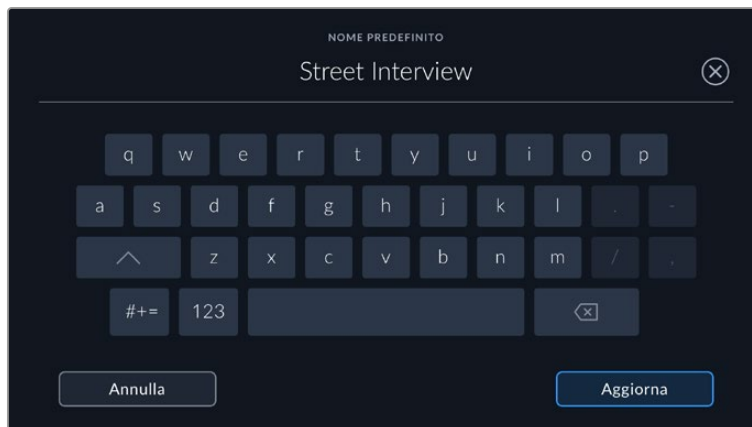 NOME PREDEFINITO
Street Interview
q w e r t y u i o p
a s d f g h j k l . -
z x c v b n m / ,
#+= 123
Annulla Aggiorna